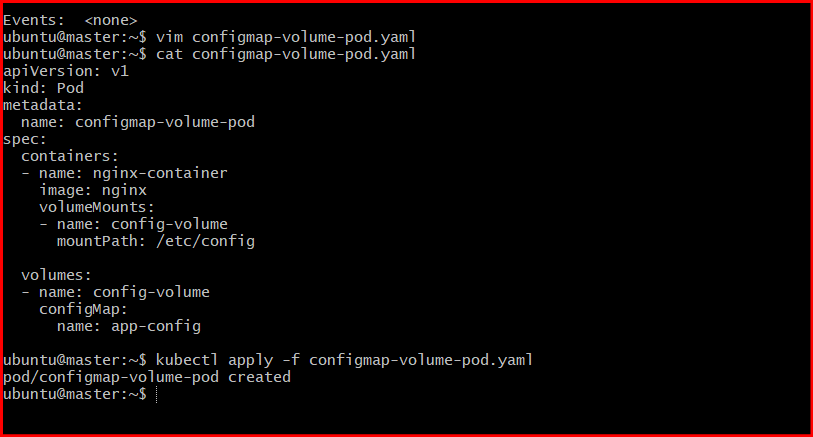 Events:  <none>
ubuntu@master:~$ vim configmap-volume-pod.yaml
ubuntu@master:~$ cat configmap-volume-pod.yaml
apiVersion: v1
kind: Pod
metadata:
  name: configmap-volume-pod
spec:
  containers:
  - name: nginx-container
    image: nginx
    volumeMounts:
    - name: config-volume
      mountPath: /etc/config

  volumes:
  - name: config-volume
    configMap:
      name: app-config

ubuntu@master:~$ kubectl apply -f configmap-volume-pod.yaml
pod/configmap-volume-pod created
ubuntu@master:~$